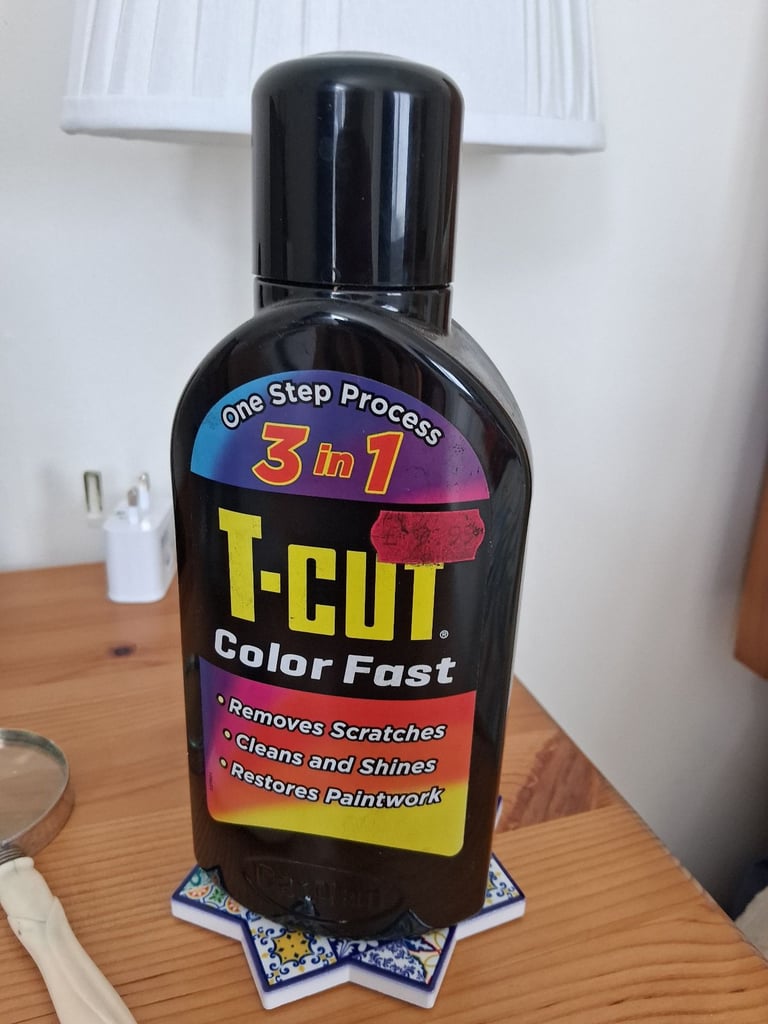 One Step Process
3 in 1
T-CUT®
Color Fast
• Removes Scratches
• Cleans and Shines
• Restores Paintwork